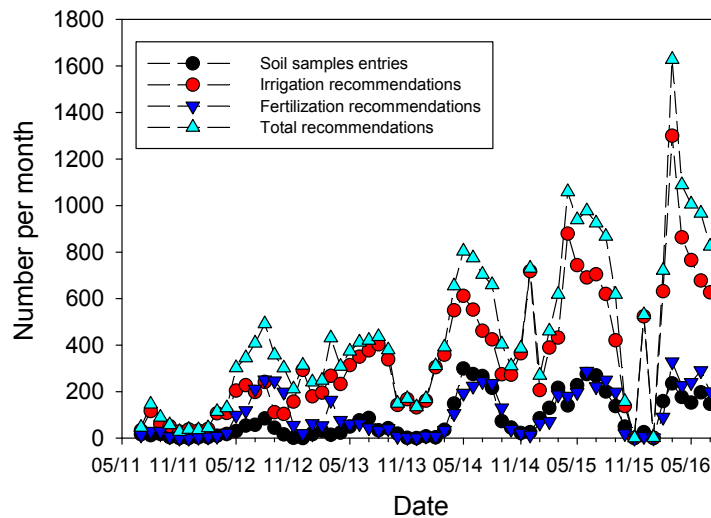 Number per month
1800
1600
1400
1200
1000
800
600
400
200
0
Soil samples entries
Irrigation recommendations
Fertilization recommendations
Total recommendations
05/11 11/11 05/12 11/12 05/13 11/13 05/14 11/14 05/15 11/15 05/16
Date